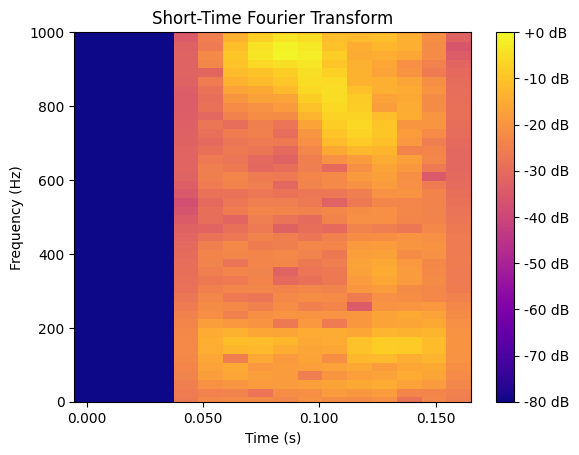 Short-Time Fourier Transform
1000
800
600
400
200
0
Frequency (Hz)
0.000
0.050
0.100
0.150
Time (s)
+0 dB
-10 dB
-20 dB
-30 dB
-40 dB
-50 dB
-60 dB
-70 dB
-80 dB